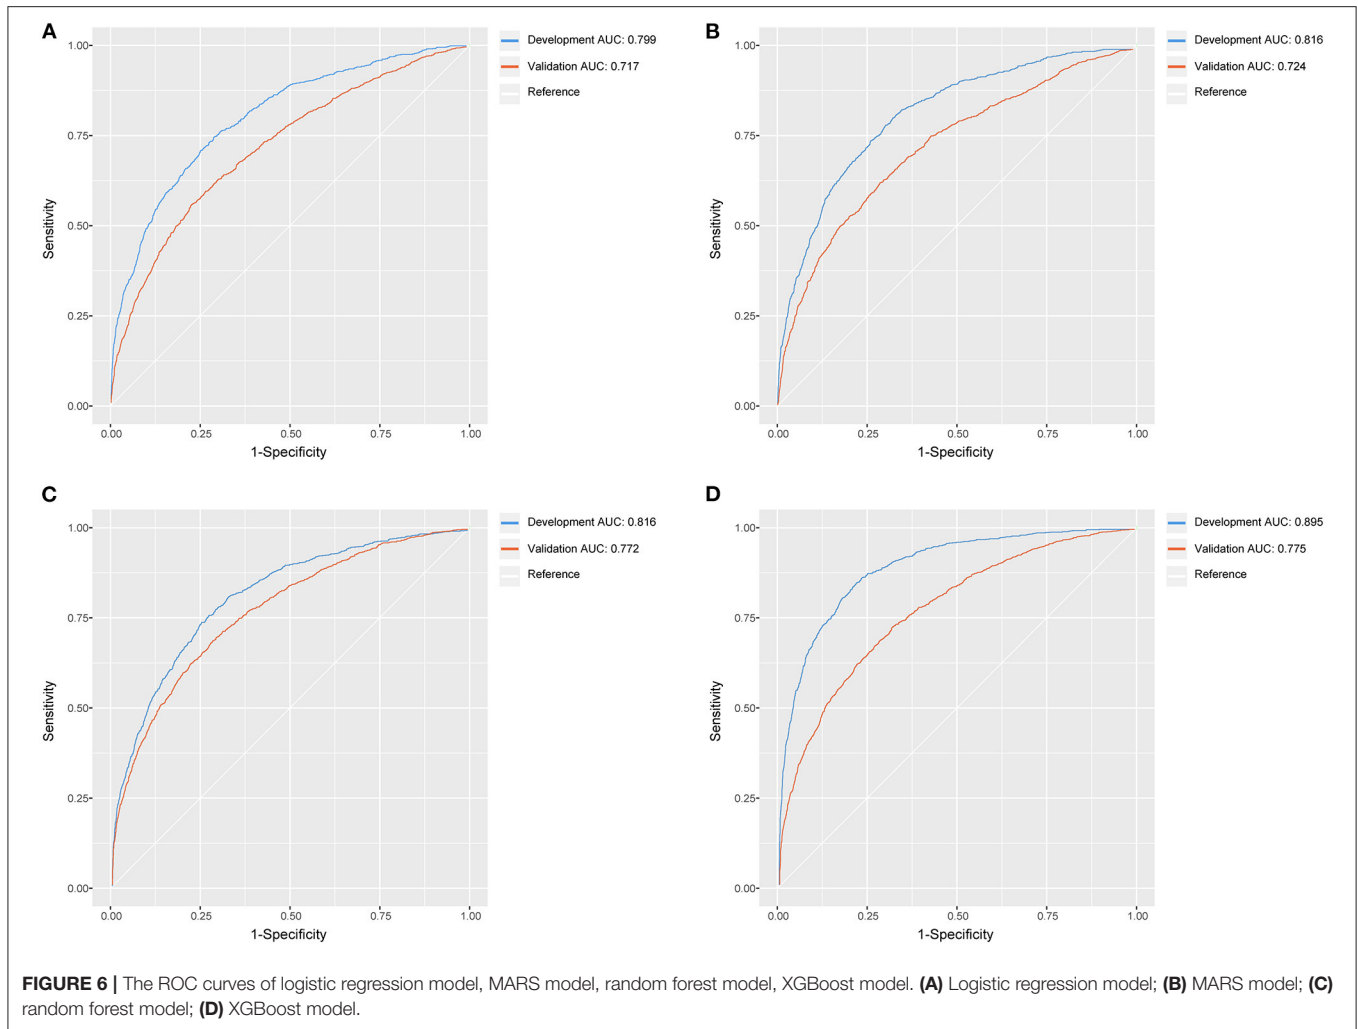 A
Development AUC: 0.799
Validation AUC: 0.717
Reference
1.00
0.75
0.50
0.25
0.00
Sensitivity
0.00 0.25 0.50 0.75 1.00
1-Specificity
B
Development AUC: 0.816
Validation AUC: 0.724
Reference
1.00
0.75
0.50
0.25
0.00
Sensitivity
0.00 0.25 0.50 0.75 1.00
1-Specificity
C
Development AUC: 0.816
Validation AUC: 0.772
Reference
1.00
0.75
0.50
0.25
0.00
Sensitivity
0.00 0.25 0.50 0.75 1.00
1-Specificity
D
Development AUC: 0.895
Validation AUC: 0.775
Reference
1.00
0.75
0.50
0.25
0.00
Sensitivity
0.00 0.25 0.50 0.75 1.00
1-Specificity
FIGURE 6 | The ROC curves of logistic regression model, MARS model, random forest model, XGBoost model. (A) Logistic regression model; (B) MARS model; (C)
random forest model; (D) XGBoost model.